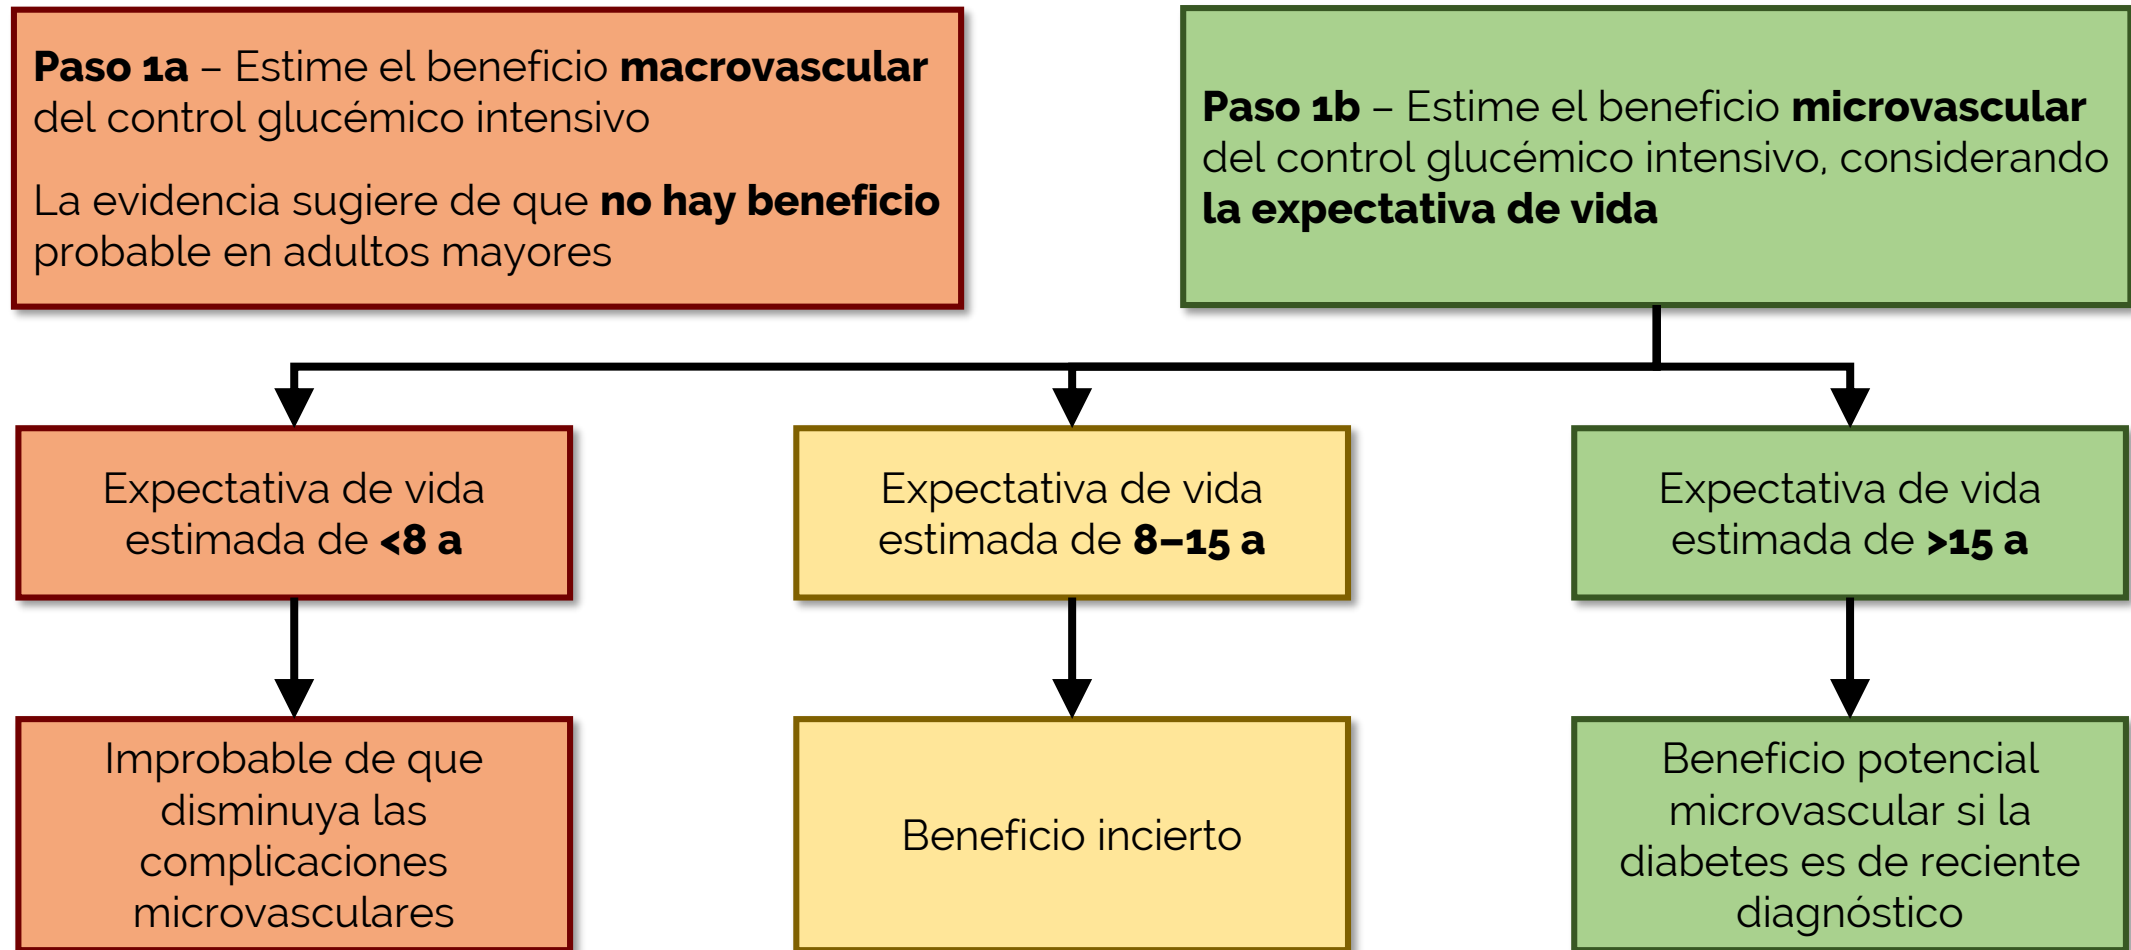 Paso 1a – Estime el beneficio macrovascular
del control glucémico intensivo
La evidencia sugiere de que no hay beneficio
probable en adultos mayores
Paso 1b – Estime el beneficio microvascular
del control glucémico intensivo, considerando
la expectativa de vida
Expectativa de vida
estimada de <8 a
Expectativa de vida
estimada de 8–15 a
Expectativa de vida
estimada de >15 a
Improbable de que
disminuya las
complicaciones
microvasculares
Beneficio incierto
Beneficio potencial
microvascular si la
diabetes es de reciente
diagnóstico